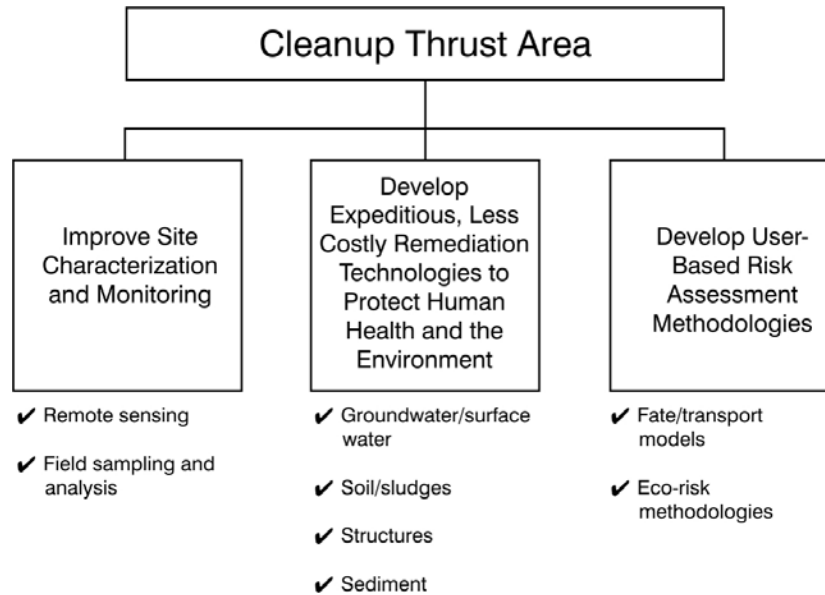 Cleanup Thrust Area
Improve Site
Characterization
and Monitoring
✔ Remote sensing
✔ Field sampling and
analysis
Develop
Expeditious, Less
Costly Remediation
Technologies to
Protect Human
Health and the
Environment
✔ Groundwater/surface
water
✔ Soil/sludges
✔ Structures
✔ Sediment
Develop User-
Based Risk
Assessment
Methodologies
✔ Fate/transport
models
✔ Eco-risk
methodologies